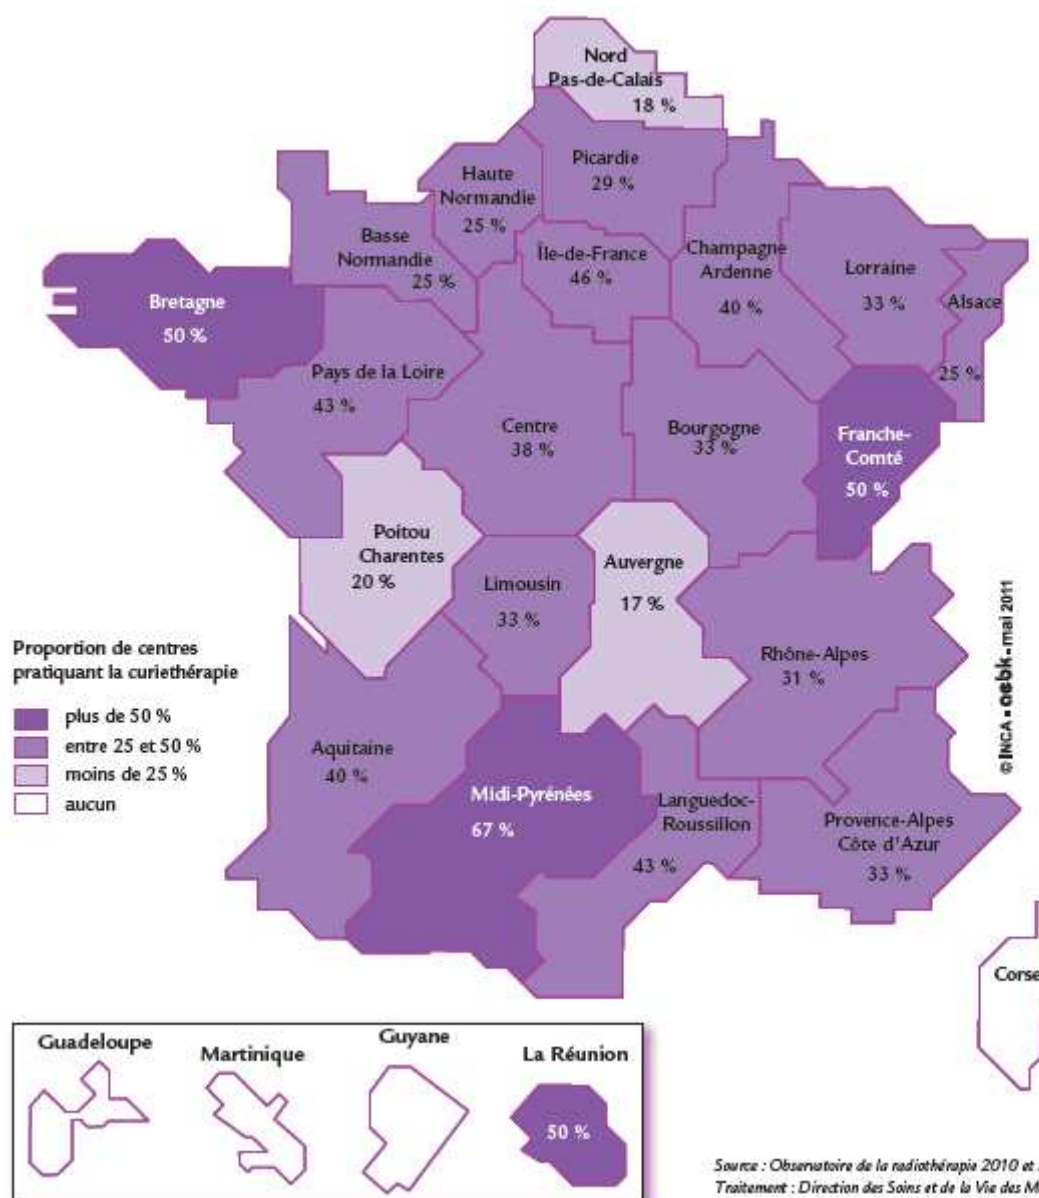 Nord
Pas-de-Calais
18 %
Picardie
29 %
Haute
Normandie
25 %
Basse
Normandie
25 %
Île-de-France
46 %
Champagne
Ardenne
40 %
Lorraine
33 %
Alsace
25 %
Bretagne
50 %
Pays de la Loire
43 %
Centre
38 %
Bourgogne
33 %
Franche-
Comté
50 %
Poitou
Charentes
20 %
Limousin
33 %
Auvergne
17 %
Rhône-Alpes
31 %
Proportion de centres
pratiquant la curiethérapie
plus de 50 %
entre 25 et 50 %
moins de 25 %
aucun
Aquitaine
40 %
Midi-Pyrénées
67 %
Languedoc-
Roussillon
43 %
Provence-Alpes
Côte d'Azur
33 %
Corse
© INCA - aebk - mai 2011
Guadeloupe
Martinique
Guyane
La Réunion
50 %
Source : Observatoire de la radiothérapie 2010 et
Traitement : Direction des Soins et de la Vie des M